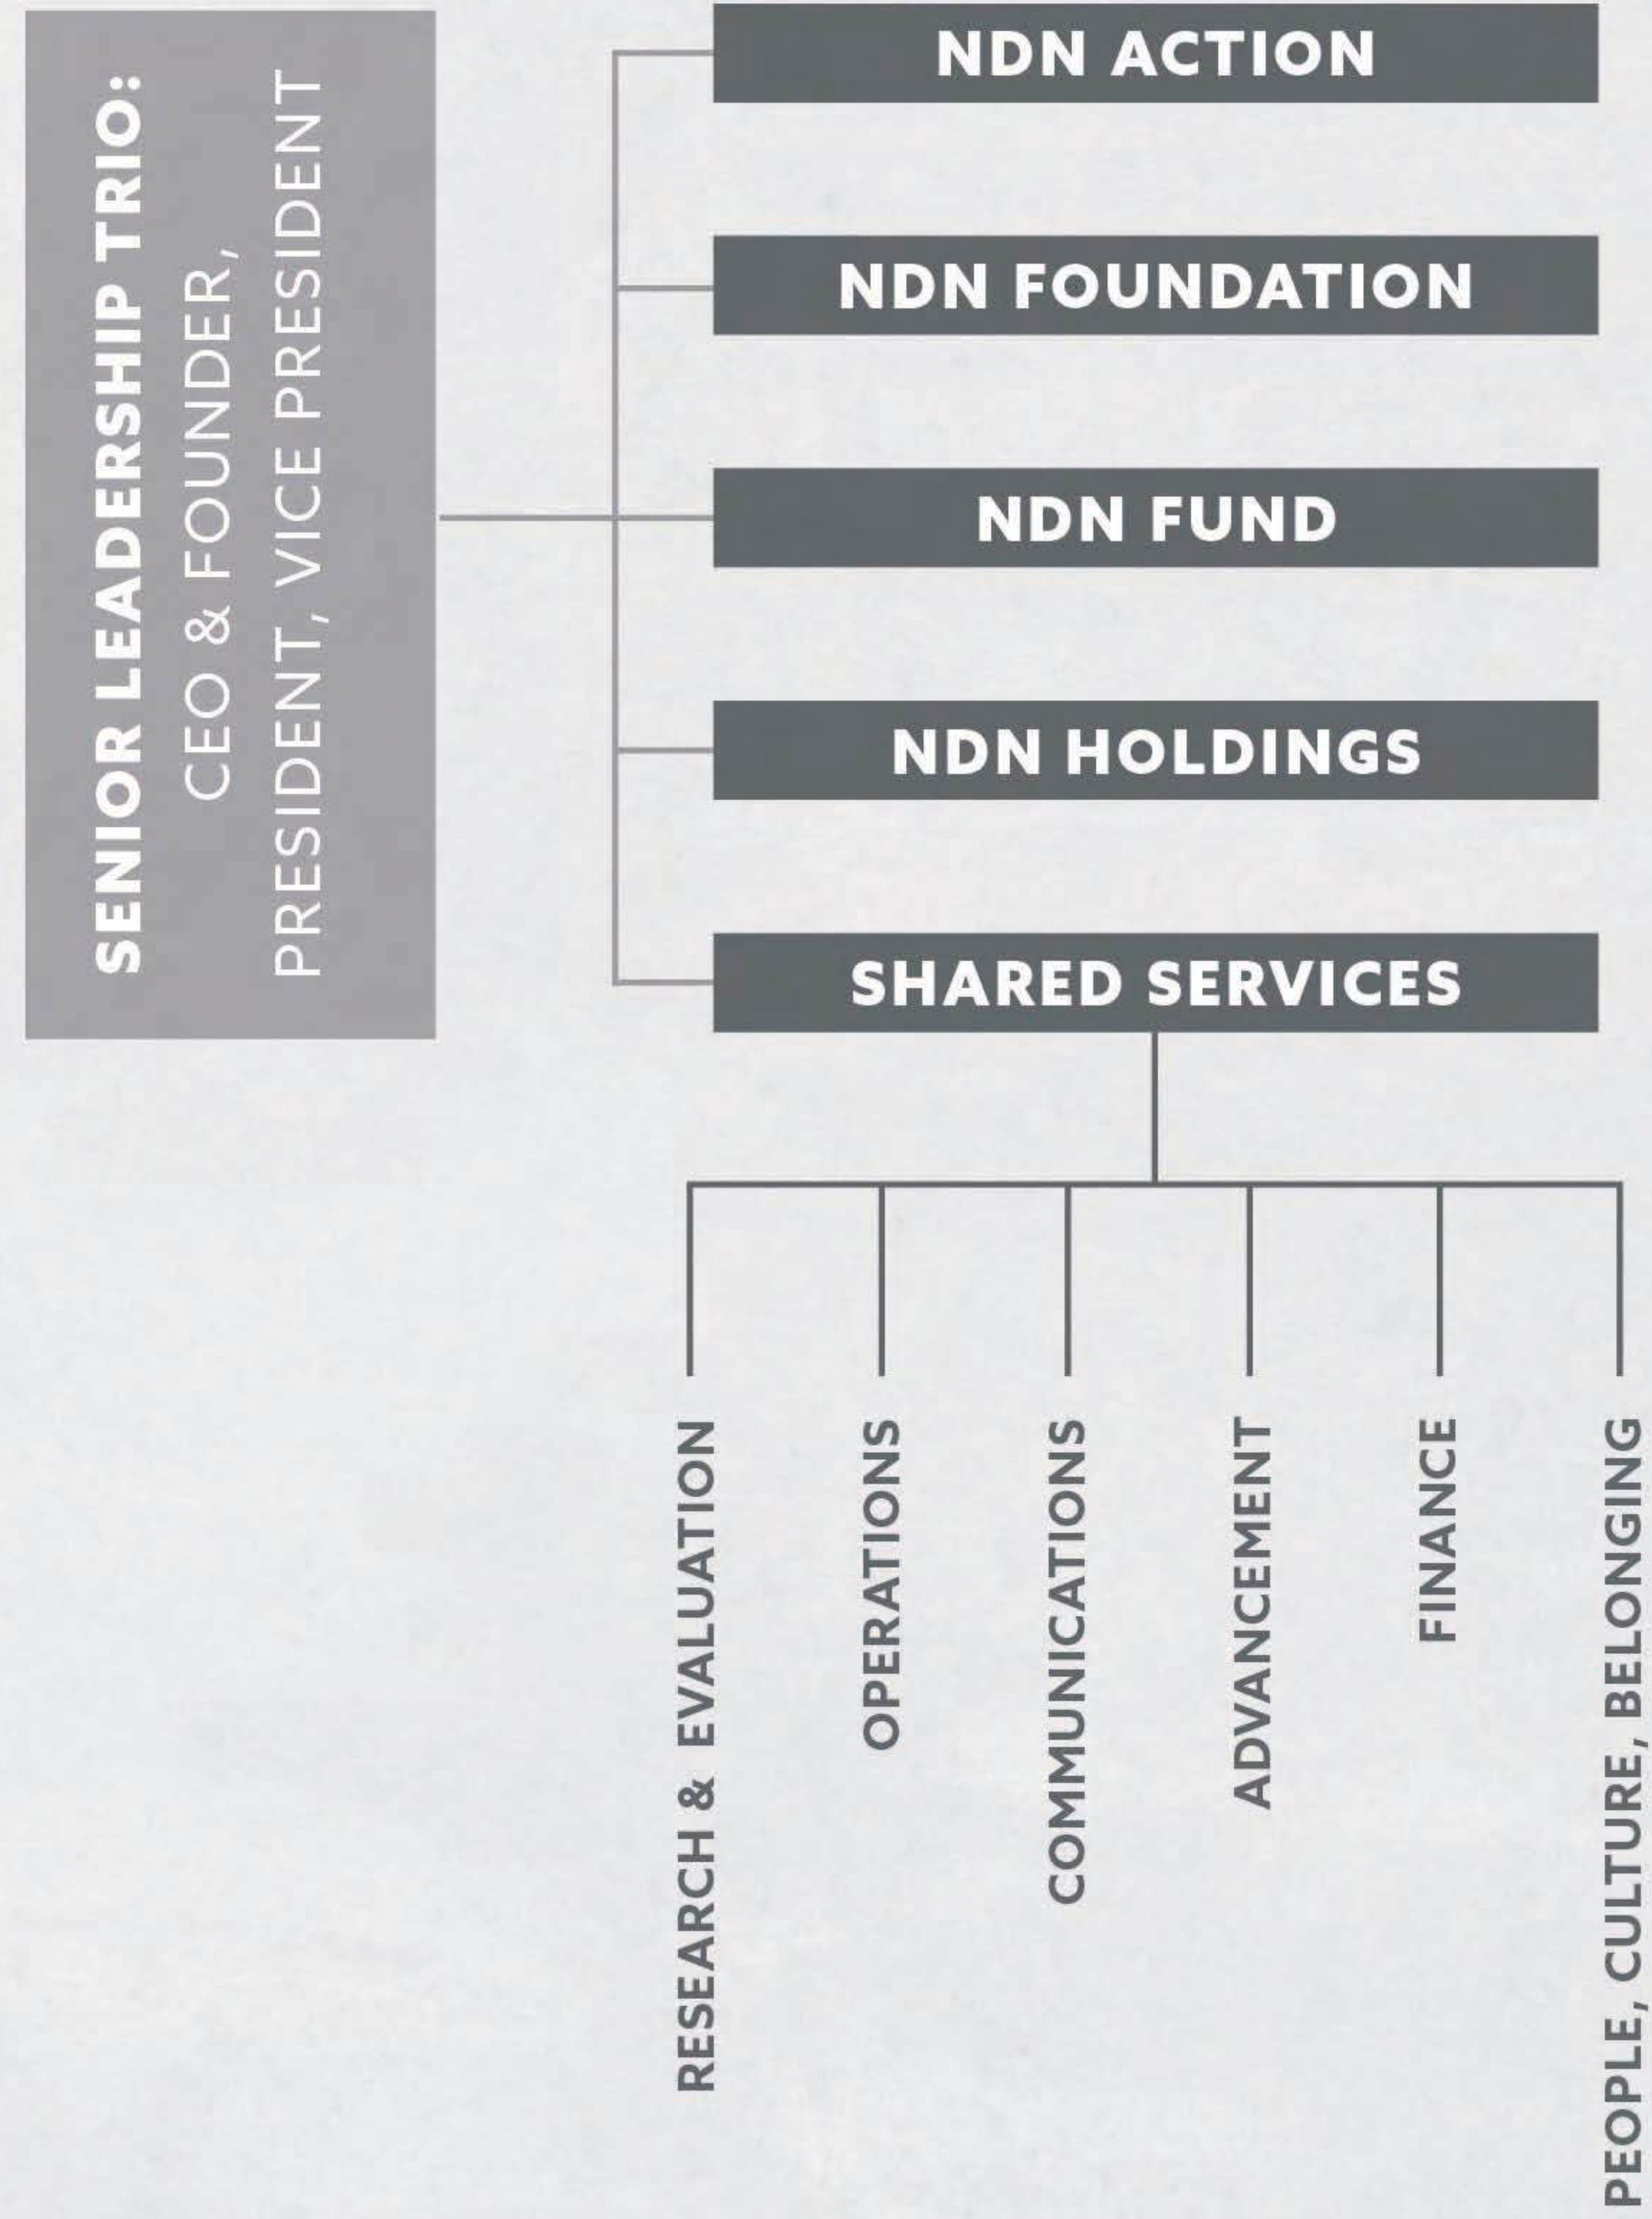 SENIOR LEADERSHIP TRIO:
CEO & FOUNDER,
PRESIDENT, VICE PRESIDENT
NDN ACTION
NDN FOUNDATION
NDN FUND
NDN HOLDINGS
SHARED SERVICES
RESEARCH & EVALUATION
OPERATIONS
COMMUNICATIONS
ADVANCEMENT
FINANCE
PEOPLE, CULTURE, BELONGING